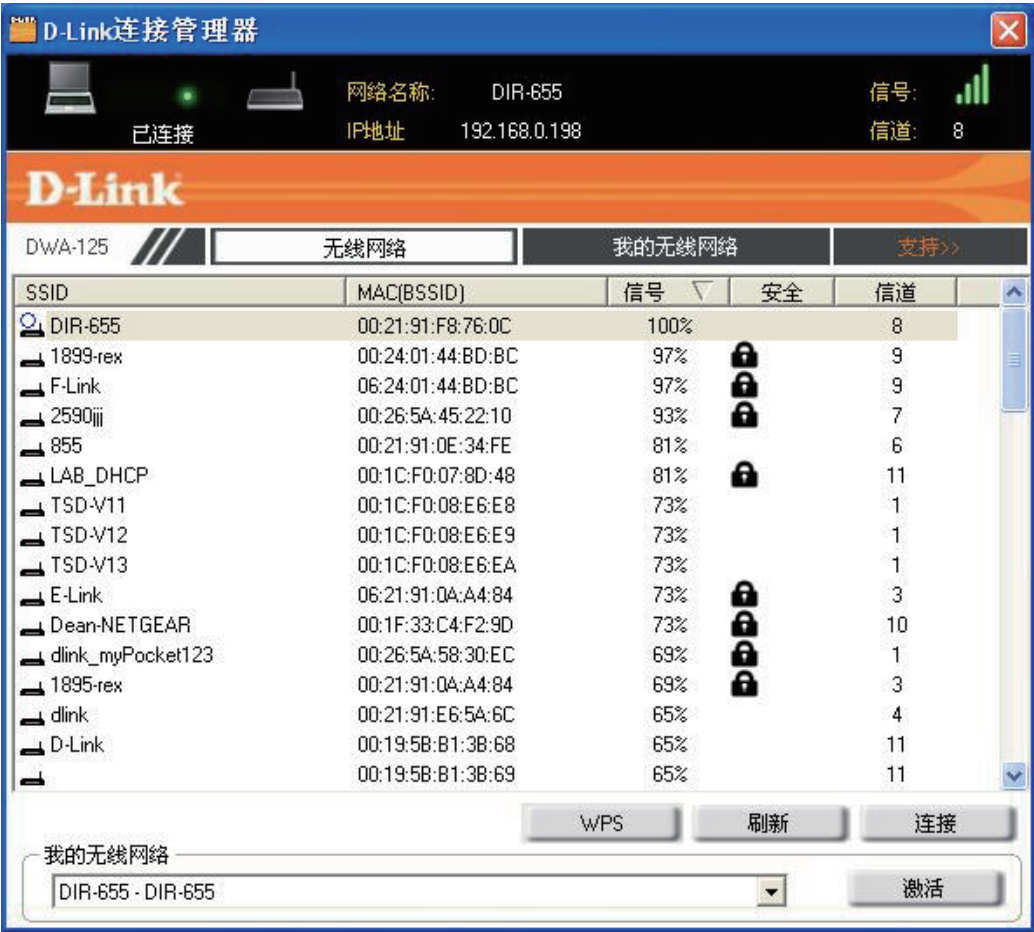 D-Link连接管理器
网络名称: DIR-655 信号:
已连接 IP地址 192.168.0.198 信道: 8
D-Link
DWA-125 无线网络 我的无线网络 支持>>
SSID MAC(BSSID) 信号 安全 信道
DIR-655 00:21:91:F8:76:0C 100% 8
1899-rex 00:24:01:44:BD:BC 97% 9
F-Link 06:24:01:44:BD:BC 97% 9
2590jjj 00:26:5A:45:22:10 93% 7
855 00:21:91:0E:34:FE 81% 6
LAB_DHCP 00:1C:F0:07:8D:48 81% 11
TSD-V11 00:1C:F0:08:E6:E8 73% 1
TSD-V12 00:1C:F0:08:E6:E9 73% 1
TSD-V13 00:1C:F0:08:E6:EA 73% 1
E-Link 06:21:91:0A:A4:84 73% 3
Dean-NETGEAR 00:1F:33:C4:F2:9D 73% 10
dlink_myPocket123 00:26:5A:58:30:EC 69% 1
1895-rex 00:21:91:0A:A4:84 69% 3
dlink 00:21:91:E6:5A:6C 65% 4
D-Link 00:19:5B:B1:3B:68 65% 11
00:19:5B:B1:3B:69 65% 11
WPS 刷新 连接
我的无线网络
DIR-655 - DIR-655 激活